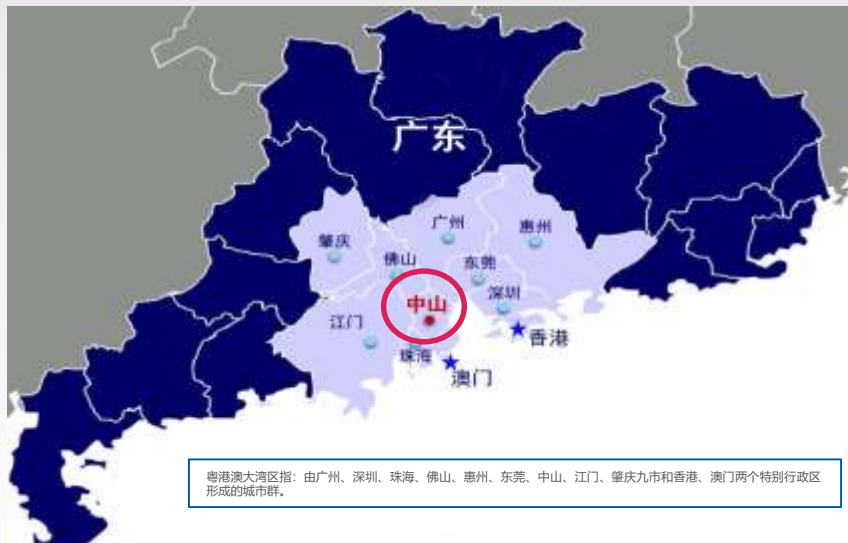 广东
广州
惠州
肇庆
佛山
东莞
中山
深圳
江门
香港
珠海
澳门
粤港澳大湾区指：由广州、深圳、珠海、佛山、惠州、东莞、中山、江门、肇庆九市和香港、澳门两个特别行政区
形成的城市群。